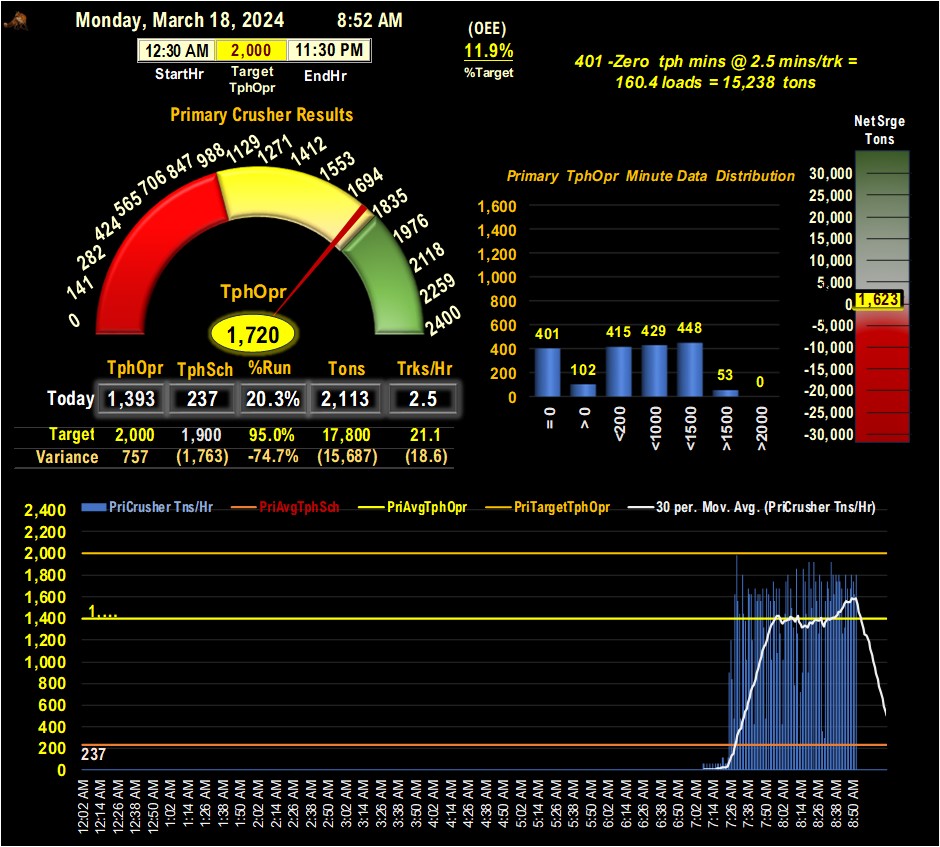 Monday, March 18, 2024 8:52 AM
12:30 AM 2,000 11:30 PM
StartHr Target TphOpr EndHr
(OEE)
11.9%
%Target
401 -Zero tph mins @ 2.5 mins/trk =
160.4 loads = 15,238 tons
Primary Crusher Results
0 141 282 424 565 706 847 988 1129 1271 1412 1553 1694 1835 1976 2118 2259 2400
TphOpr
1,720
TphOpr TphSch %Run Tons Trks/Hr
Today 1,393 237 20.3% 2,113 2.5
Target 2,000 1,900 95.0% 17,800 21.1
Variance 757 (1,763) -74.7% (15,687) (18.6)
Primary TphOpr Minute Data Distribution
1,600
1,400
1,200
1,000
800
600
400
200
0
401 102 415 429 448 53 0
= 0 > 0 <200 <1000 <1500 >1500 >2000
Net Srge
Tons
30,000
25,000
20,000
15,000
10,000
5,000
0
1,623
-5,000
-10,000
-15,000
-20,000
-25,000
-30,000
PriCrusher Tns/Hr PriAvgTphSch PriAvgTphOpr PriTargetTphOpr 30 per. Mov. Avg. (PriCrusher Tns/Hr)
2,400
2,200
2,000
1,800
1,600
1,400
1,200
1,000
800
600
400
200
0
1....
237
12:02 AM 12:14 AM 12:26 AM 12:38 AM 12:50 AM 1:02 AM 1:14 AM 1:26 AM 1:38 AM 1:50 AM 2:02 AM 2:14 AM 2:26 AM 2:38 AM 2:50 AM 3:02 AM 3:14 AM 3:26 AM 3:38 AM 3:50 AM 4:02 AM 4:14 AM 4:26 AM 4:38 AM 4:50 AM 5:02 AM 5:14 AM 5:26 AM 5:38 AM 5:50 AM 6:02 AM 6:14 AM 6:26 AM 6:38 AM 6:50 AM 7:02 AM 7:14 AM 7:26 AM 7:38 AM 7:50 AM 8:02 AM 8:14 AM 8:26 AM 8:38 AM 8:50 AM